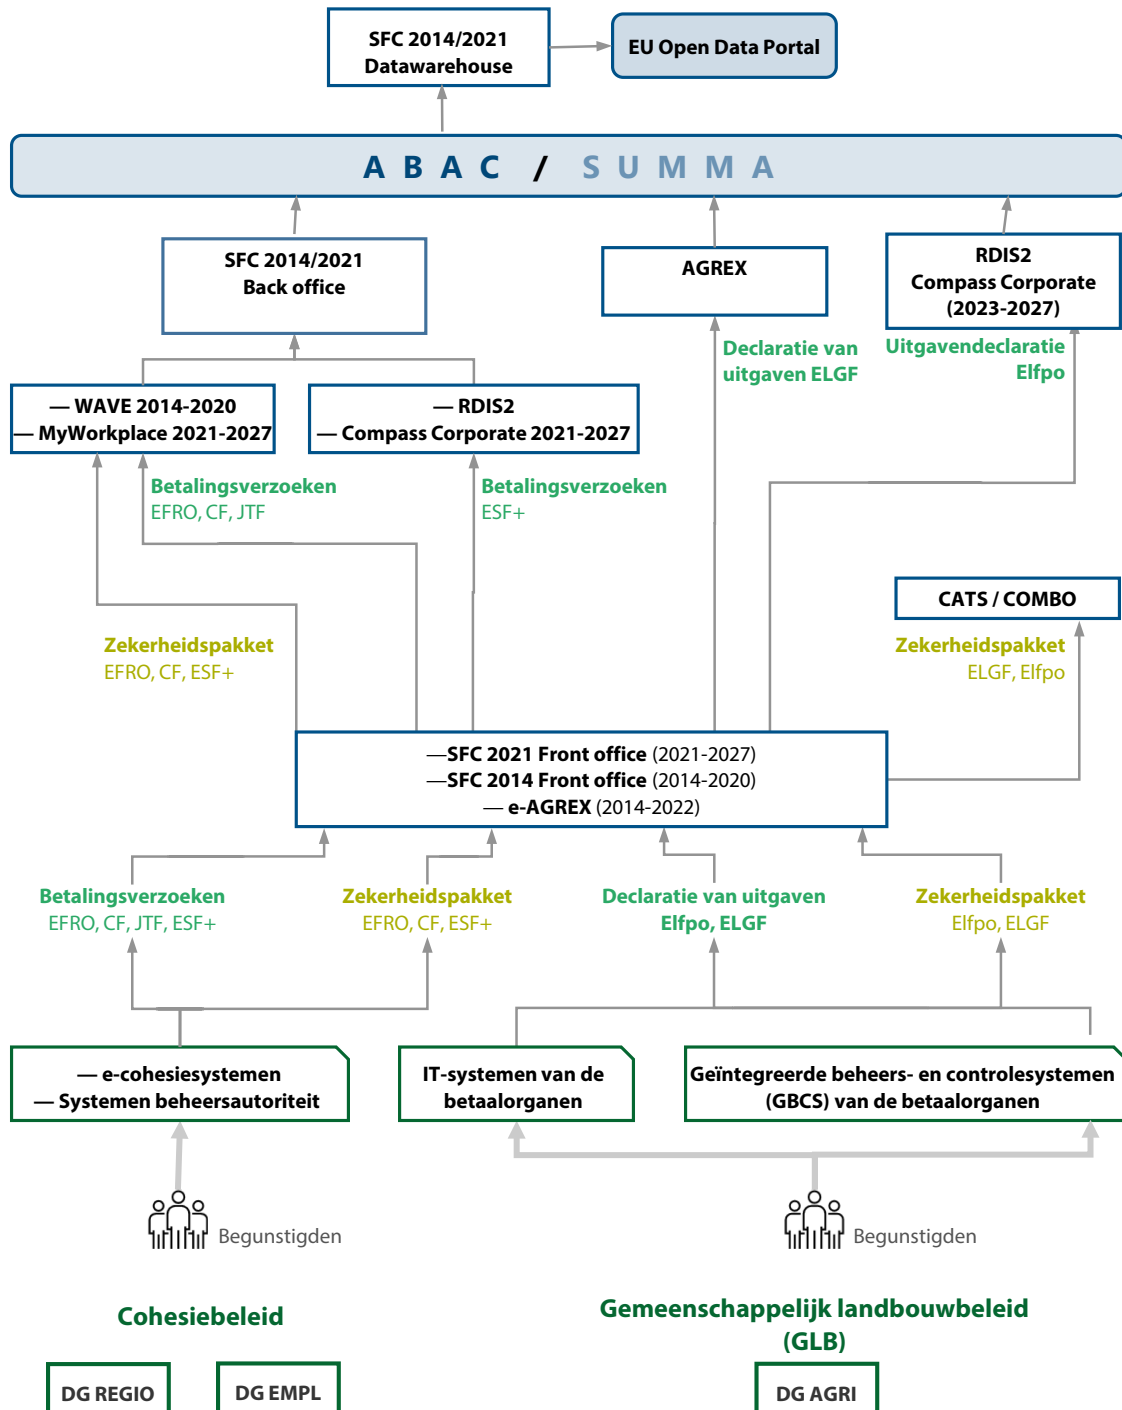 SFC 2014/2021
Datawarehouse
EU Open Data Portal
ABAC / SUMMA
SFC 2014/2021
Back office
AGREX
RDIS2
Compass Corporate
(2023-2027)
Declaratie van
uitgaven ELGF
Uitgavendeclaratie
Elfpo
— WAVE 2014-2020
— MyWorkplace 2021-2027
— RDIS2
— Compass Corporate 2021-2027
Betalingsverzoeken
EFRO, CF, JTF
Betalingsverzoeken
ESF+
CATS / COMBO
Zekerheidspakket
EFRO, CF, ESF+
Zekerheidspakket
ELGF, Elfpo
—SFC 2021 Front office (2021-2027)
—SFC 2014 Front office (2014-2020)
— e-AGREX (2014-2022)
Betalingsverzoeken
EFRO, CF, JTF, ESF+
Zekerheidspakket
EFRO, CF, ESF+
Declaratie van uitgaven
Elfpo, ELGF
Zekerheidspakket
Elfpo, ELGF
— e-cohesiesystemen
— Systemen beheersautoriteit
IT-systemen van de
betaalorganen
Geïntegreerde beheers- en controlesystemen
(GBCS) van de betaalorganen
Begunstigden
Begunstigden
Cohesiebeleid
Gemeenschappelijk landbouwbeleid
(GLB)
DG REGIO
DG EMPL
DG AGRI